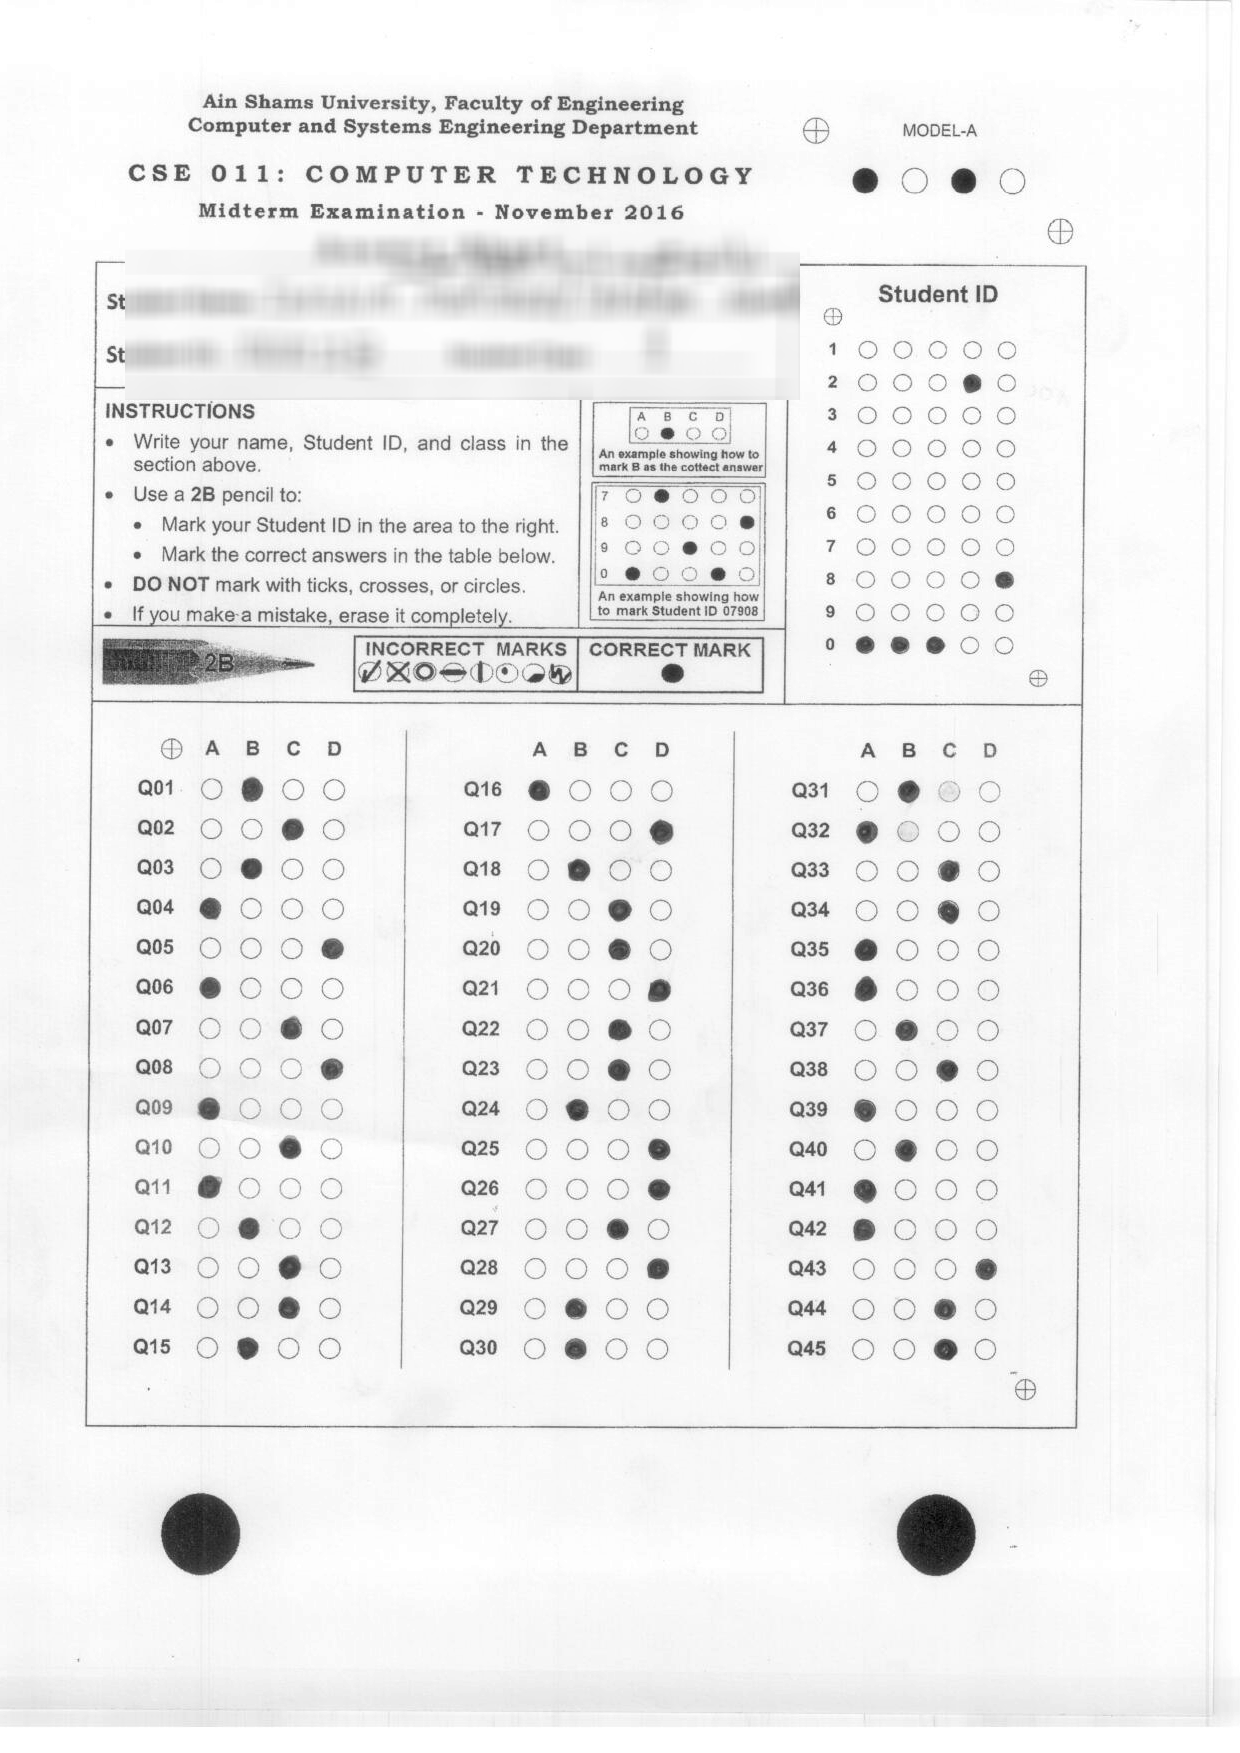 Ain Shams University, Faculty of Engineering
Computer and Systems Engineering Department
MODEL-A
CSE 011: COMPUTER TECHNOLOGY
Midterm Examination - November 2016
St
St
Student ID
1
2
3
4
5
6
7
8
9
0
INSTRUCTIONS
• Write your name, Student ID, and class in the
section above.
• Use a 2B pencil to:
• Mark your Student ID in the area to the right.
• Mark the correct answers in the table below.
• DO NOT mark with ticks, crosses, or circles.
• If you make a mistake, erase it completely.
A B C D
An example showing how to
mark B as the cottect answer
7
8
9
0
An example showing how
to mark Student ID 07908
2B
INCORRECT MARKS
CORRECT MARK
A B C D
Q01
Q02
Q03
Q04
Q05
Q06
Q07
Q08
Q09
Q10
Q11
Q12
Q13
Q14
Q15
A B C D
Q16
Q17
Q18
Q19
Q20
Q21
Q22
Q23
Q24
Q25
Q26
Q27
Q28
Q29
Q30
A B C D
Q31
Q32
Q33
Q34
Q35
Q36
Q37
Q38
Q39
Q40
Q41
Q42
Q43
Q44
Q45